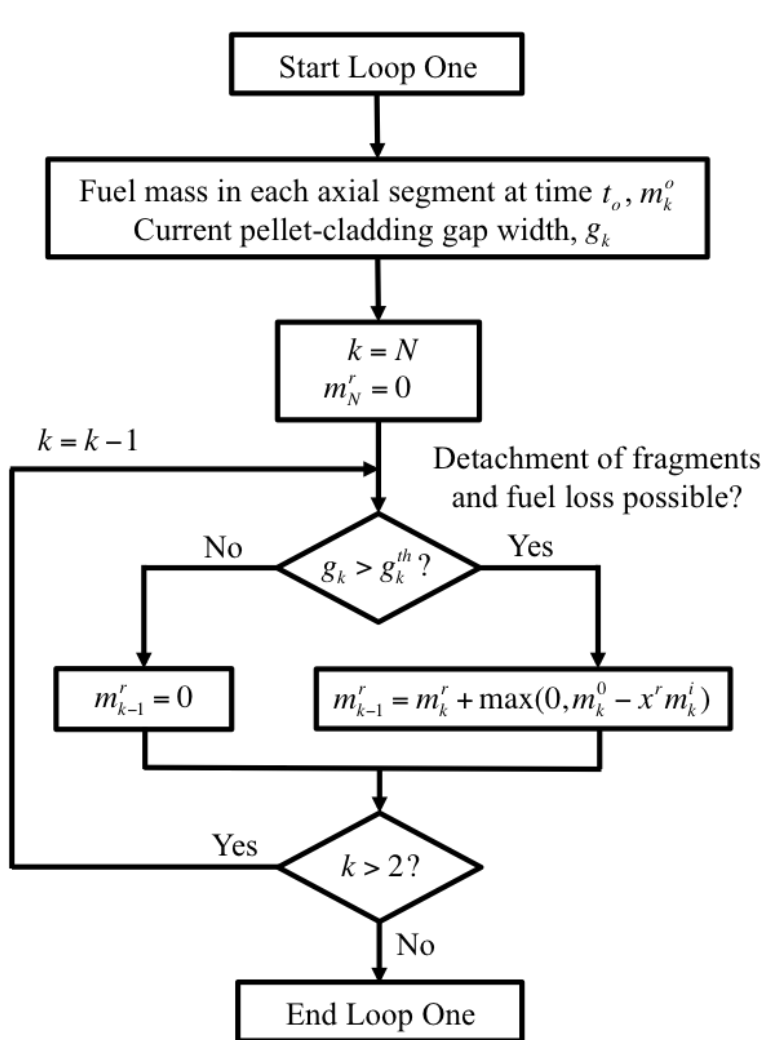 Start Loop One
Fuel mass in each axial segment at time t_o, m_k^o
Current pellet-cladding gap width, g_k
k = N
m_N^r = 0
k = k − 1
Detachment of fragments
and fuel loss possible?
No
g_k > g_k^{th} ?
Yes
m_{k−1}^r = 0
m_{k−1}^r = m_k^r + max(0, m_k^0 − x^r m_k^i)
Yes
k > 2?
No
End Loop One